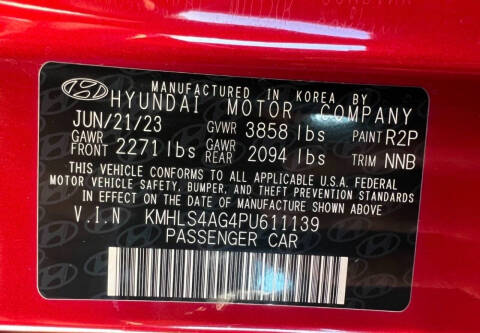 MANUFACTURED IN KOREA BY
HYUNDAI MOTOR COMPANY
JUN/21/23 GVWR 3858 lbs PAINT R2P
GAWR FRONT 2271 lbs GAWR REAR 2094 lbs TRIM NNB
THIS VEHICLE CONFORMS TO ALL APPLICABLE U.S.A. FEDERAL
MOTOR VEHICLE SAFETY, BUMPER, AND THEFT PREVENTION STANDARDS
IN EFFECT ON THE DATE OF MANUFACTURE SHOWN ABOVE
V.I.N KMHLS4AG4PU611139
PASSENGER CAR